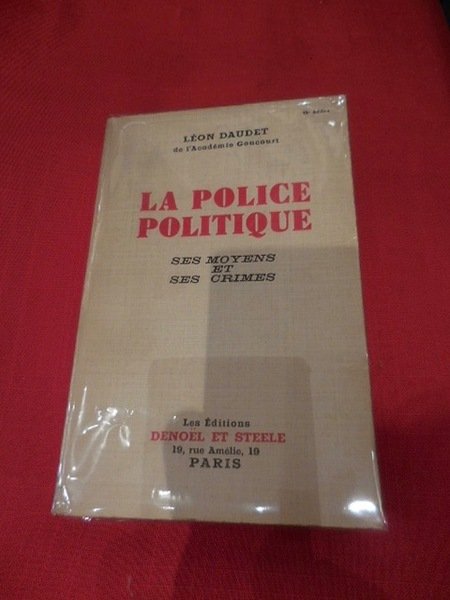 LÉON DAUDET
de l'Académie Goncourt
LA POLICE
POLITIQUE
SES MOYENS
ET
SES CRIMES
Les Éditions
DENOËL ET STEELE
19, rue Amélie, 19
PARIS